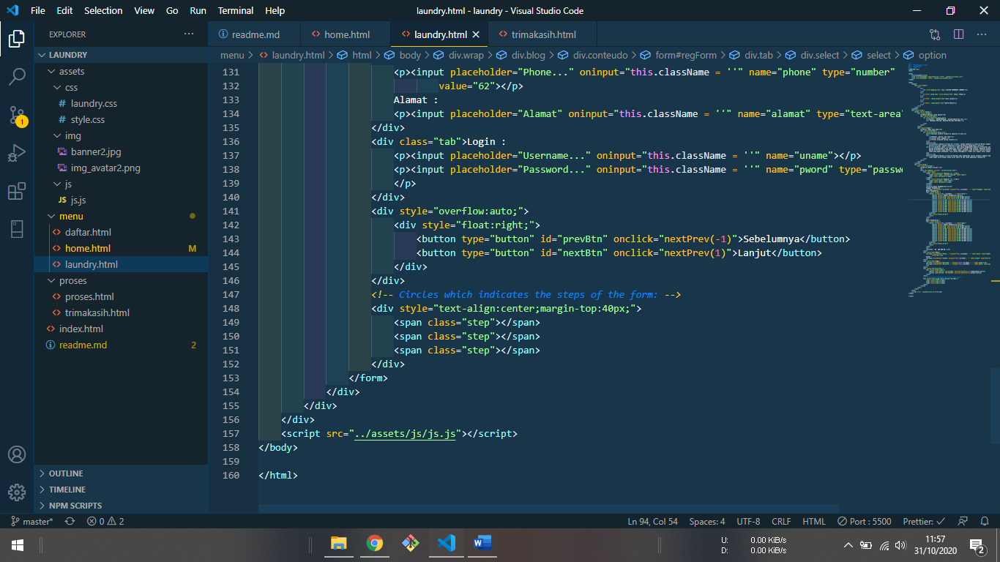 File Edit Selection View Go Run Terminal Help laundry.html - laundry - Visual Studio Code
EXPLORER
LAUNDRY
assets
css
# laundry.css
# style.css
img
banner2.jpg
img_avatar2.png
js
JS js.js
menu
<> daftar.html
<> home.html M
<> laundry.html
proses
<> proses.html
<> trimakasih.html
<> index.html
readme.md 2
OUTLINE
TIMELINE
NPM SCRIPTS
1
readme.md <> home.html <> laundry.html <> trimakasih.html
menu > <> laundry.html > html > body > div.wrap > div.blog > div.conteudo > form#regForm > div.tab > div.select > select > option
131 <p><input placeholder="Phone..." oninput="this.className = ''" name="phone" type="number"
132 value="62"></p>
133 Alamat :
134 <p><input placeholder="Alamat" oninput="this.className = ''" name="alamat" type="text-area"
135 </div>
136 <div class="tab">Login :
137 <p><input placeholder="Username..." oninput="this.className = ''" name="uname"></p>
138 <p><input placeholder="Password..." oninput="this.className = ''" name="pword" type="passw
139 </p>
140 </div>
141 <div style="overflow:auto;">
142 <div style="float:right;">
143 <button type="button" id="prevBtn" onclick="nextPrev(-1)">Sebelumnya</button>
144 <button type="button" id="nextBtn" onclick="nextPrev(1)">Lanjut</button>
145 </div>
146 </div>
147 <!-- Circles which indicates the steps of the form: -->
148 <div style="text-align:center;margin-top:40px;">
149 <span class="step"></span>
150 <span class="step"></span>
151 <span class="step"></span>
152 </div>
153 </form>
154 </div>
155 </div>
156 </div>
157 <script src="../assets/js/js.js"></script>
158 </body>
159
160 </html>
master* 0 2 Ln 94, Col 54 Spaces: 4 UTF-8 CRLF HTML Port : 5500 Prettier: ✓
U: 0.00 KiB/s
D: 0.00 KiB/s
11:57
31/10/2020
2